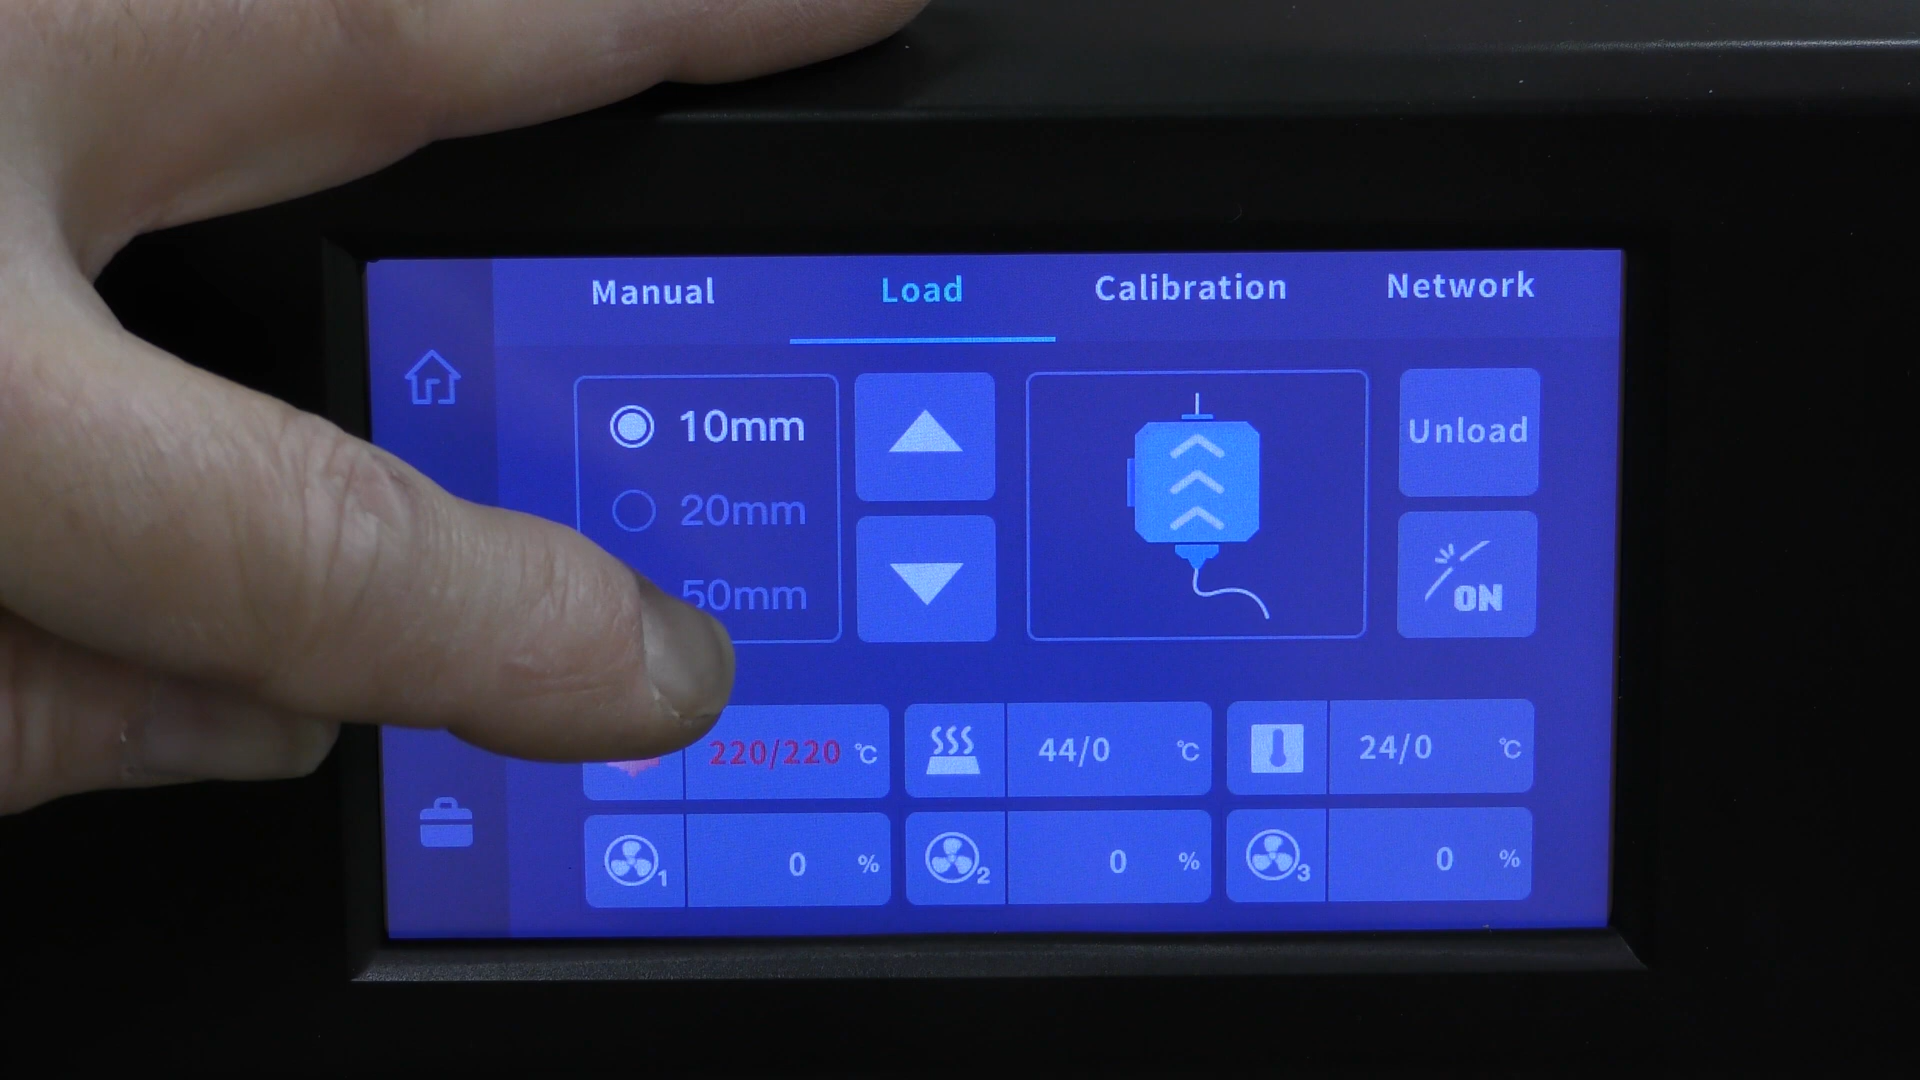 Manual Load Calibration Network
10mm
20mm
50mm
Unload
ON
220/220 ℃ 44/0 ℃ 24/0 ℃
1 0 % 2 0 % 3 0 %